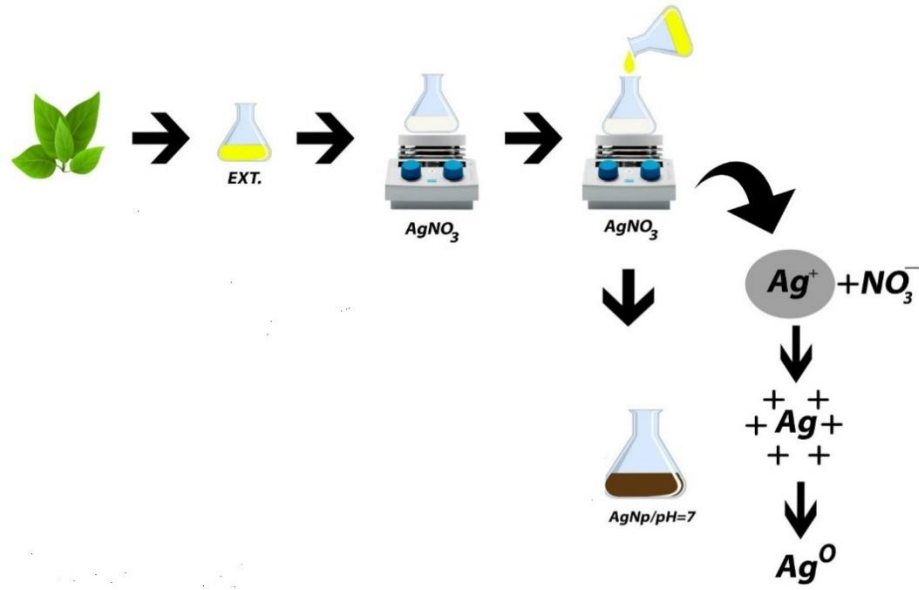 EXT.
AgNO₃
AgNO₃
Ag⁺ +NO₃⁻
+ +
+ Ag +
+ +
AgNp/pH=7
Ag⁰